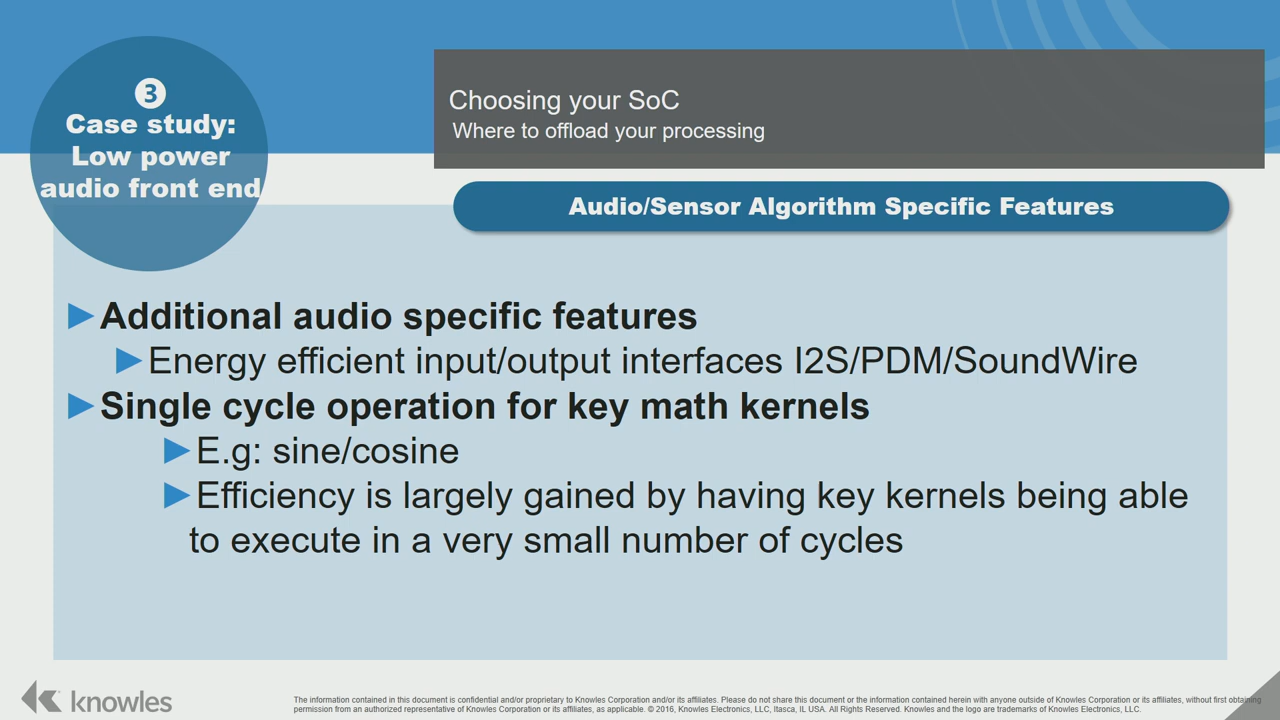 ❸
Case study:
Low power
audio front end
Choosing your SoC
Where to offload your processing
Audio/Sensor Algorithm Specific Features
Additional audio specific features
Energy efficient input/output interfaces I2S/PDM/SoundWire
Single cycle operation for key math kernels
E.g: sine/cosine
Efficiency is largely gained by having key kernels being able
to execute in a very small number of cycles
knowles
The information contained in this document is confidential and/or proprietary to Knowles Corporation and/or its affiliates. Please do not share this document or the information contained herein with anyone outside of Knowles Corporation or its affiliates, without first obtaining
permission from an authorized representative of Knowles Corporation or its affiliates, as applicable. © 2016, Knowles Electronics, LLC, Itasca, IL USA. All Rights Reserved. Knowles and the logo are trademarks of Knowles Electronics, LLC.